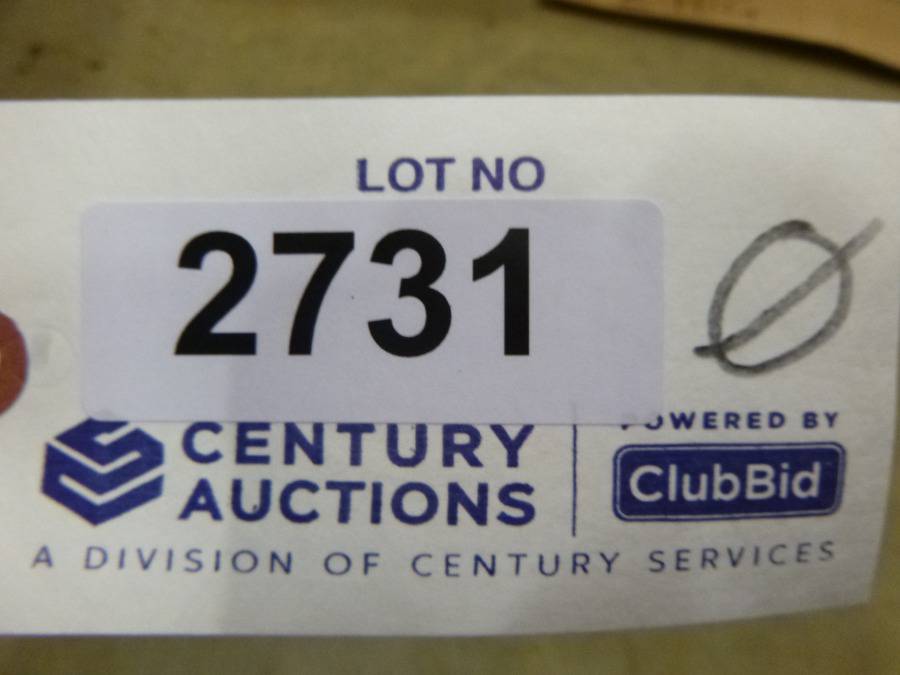 LOT NO
2731
Ø
CENTURY
AUCTIONS
POWERED BY
ClubBid
A DIVISION OF CENTURY SERVICES